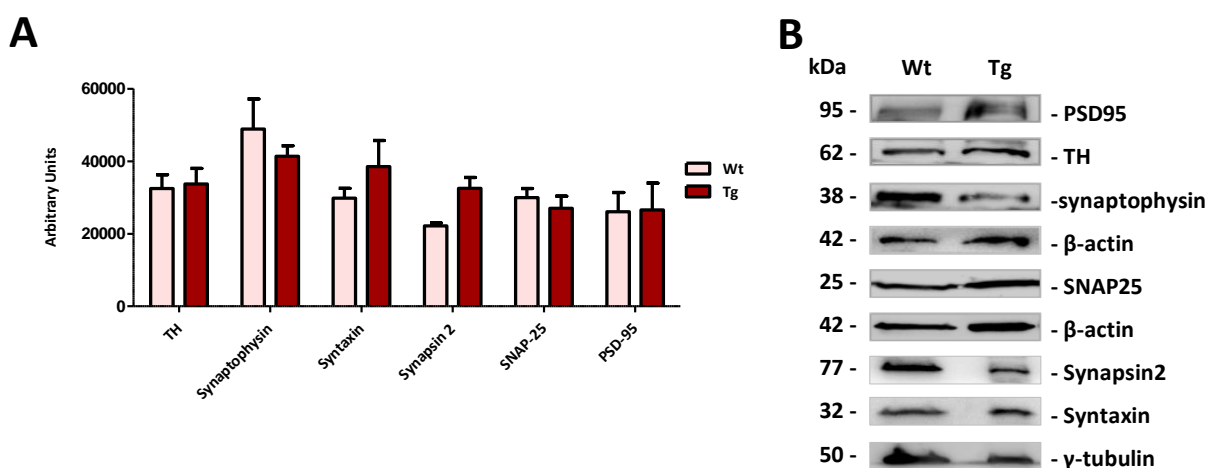 A
Arbitrary Units
60000
40000
20000
0
TH
Synaptophysin
Syntaxin
Synapsin 2
SNAP-25
PSD-95
Wt
Tg
B
kDa Wt Tg
95 - - PSD95
62 - - TH
38 - -synaptophysin
42 - - β-actin
25 - - SNAP25
42 - - β-actin
77 - - Synapsin2
32 - - Syntaxin
50 - - γ-tubulin